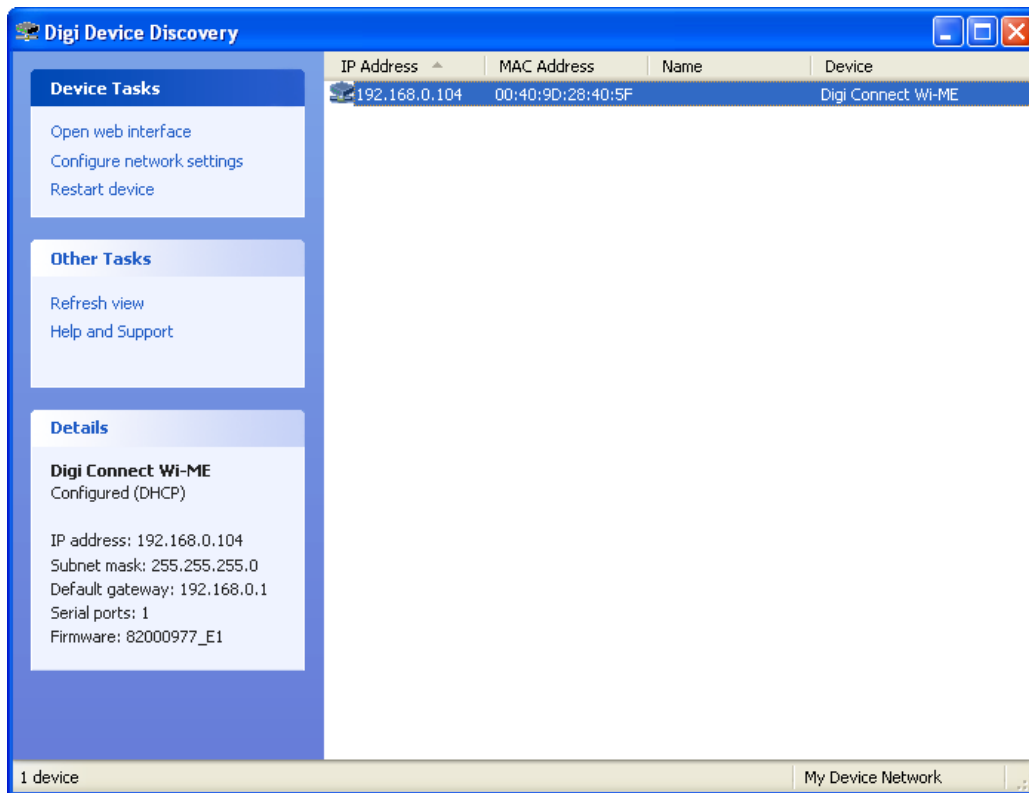 Digi Device Discovery
Device Tasks
Open web interface
Configure network settings
Restart device
Other Tasks
Refresh view
Help and Support
Details
Digi Connect Wi-ME
Configured (DHCP)
IP address: 192.168.0.104
Subnet mask: 255.255.255.0
Default gateway: 192.168.0.1
Serial ports: 1
Firmware: 82000977_E1
IP Address MAC Address Name Device
192.168.0.104 00:40:9D:28:40:5F Digi Connect Wi-ME
1 device My Device Network